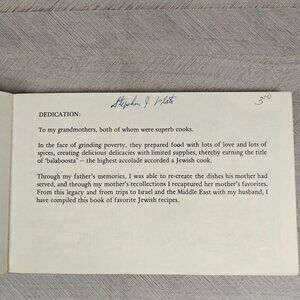 Stephen J.
3⁰⁰
DEDICATION:
To my grandmothers, both of whom were superb cooks.
In the face of grinding poverty, they prepared food with lots of love and lots of
spices, creating delicious delicacies with limited supplies, thereby earning the title
of 'balaboosta' — the highest accolade accorded a Jewish cook.
Through my father's memories, I was able to re-create the dishes his mother had
served, and through my mother's recollections I recaptured her mother's favorites.
From this legacy and from trips to Israel and the Middle East with my husband, I
have compiled this book of favorite Jewish recipes.